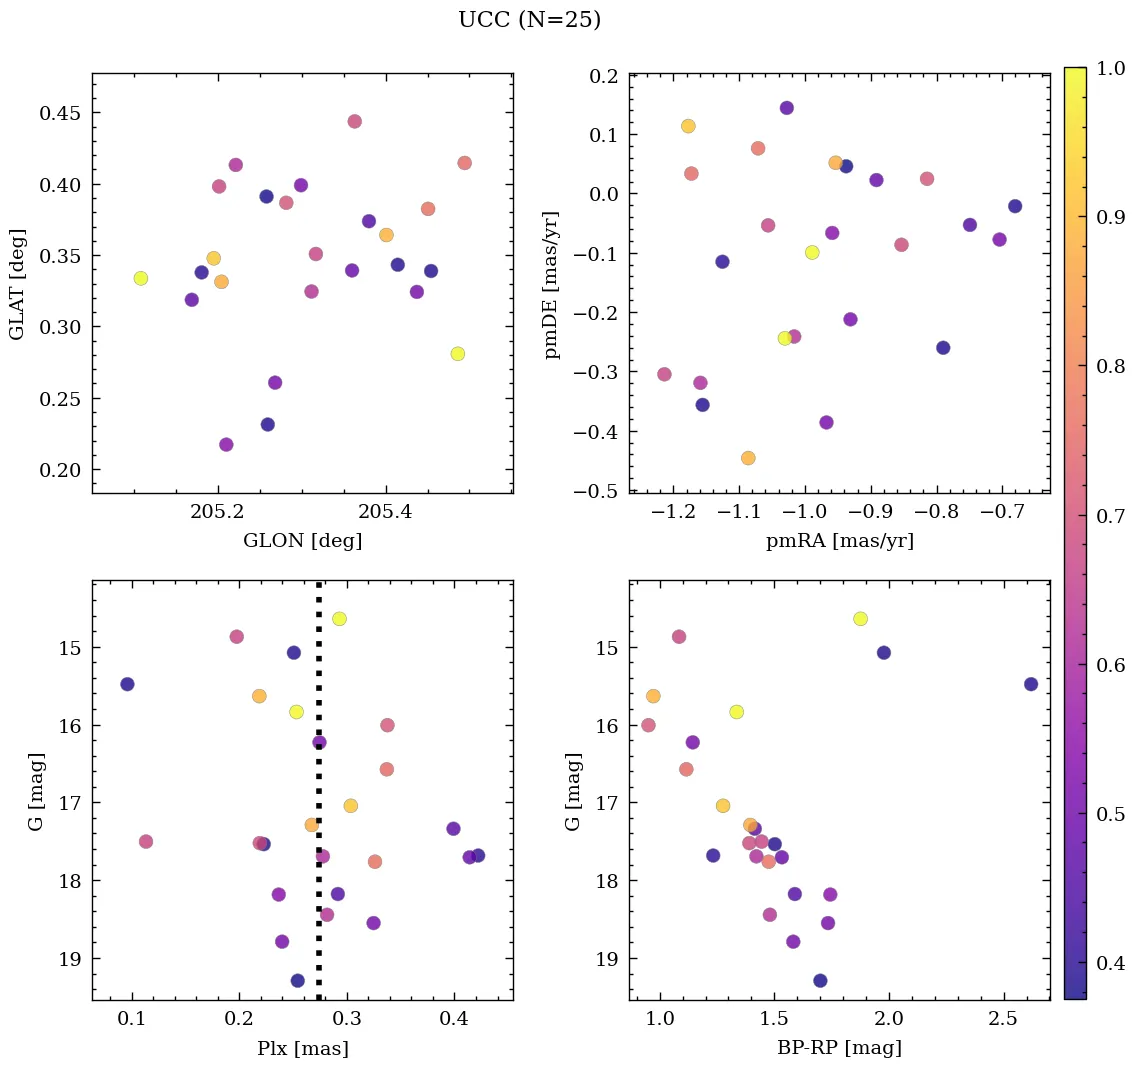 UCC (N=25)
0.45
0.40
0.35
0.30
0.25
0.20
GLAT [deg]
205.2 205.4
GLON [deg]
0.2
0.1
0.0
−0.1
−0.2
−0.3
−0.4
−0.5
pmDE [mas/yr]
−1.2 −1.1 −1.0 −0.9 −0.8 −0.7
pmRA [mas/yr]
15
16
17
18
19
G [mag]
0.1 0.2 0.3 0.4
Plx [mas]
15
16
17
18
19
G [mag]
1.0 1.5 2.0 2.5
BP-RP [mag]
1.0
0.9
0.8
0.7
0.6
0.5
0.4